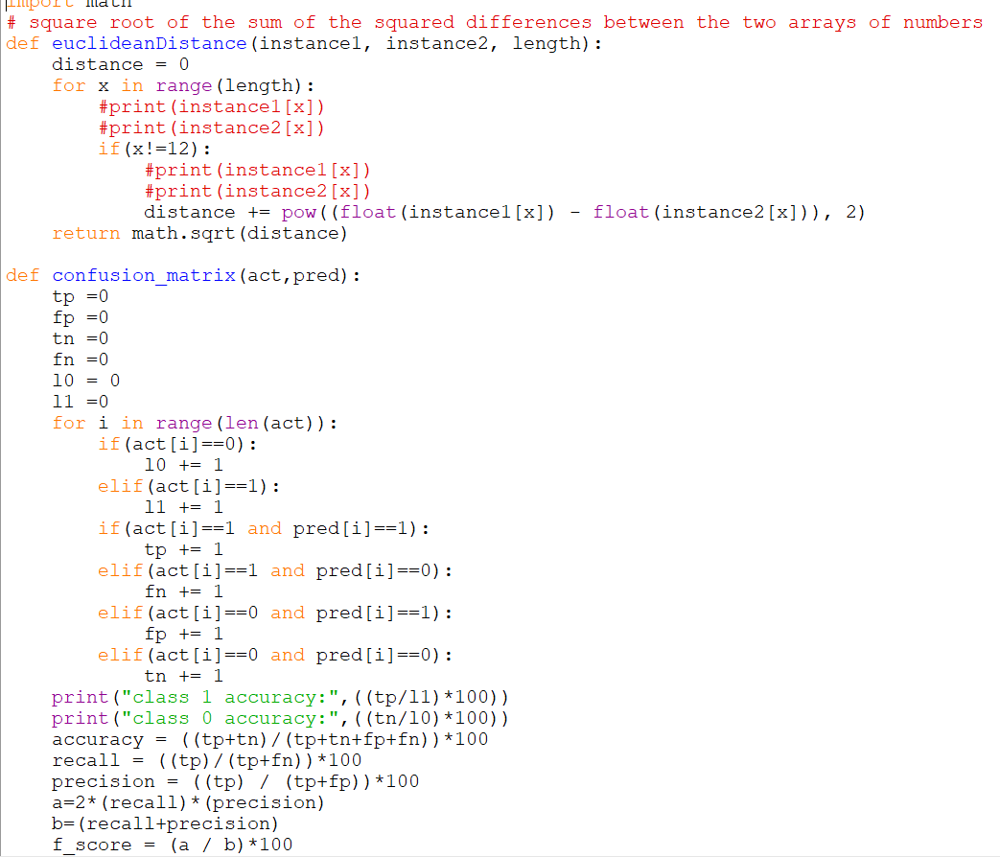 import math
# square root of the sum of the squared differences between the two arrays of numbers
def euclideanDistance(instance1, instance2, length):
    distance = 0
    for x in range(length):
        #print(instance1[x])
        #print(instance2[x])
        if(x!=12):
            #print(instance1[x])
            #print(instance2[x])
            distance += pow((float(instance1[x]) - float(instance2[x])), 2)
    return math.sqrt(distance)

def confusion_matrix(act,pred):
    tp =0
    fp =0
    tn =0
    fn =0
    l0 = 0
    l1 =0
    for i in range(len(act)):
        if(act[i]==0):
            l0 += 1
        elif(act[i]==1):
            l1 += 1
        if(act[i]==1 and pred[i]==1):
            tp += 1
        elif(act[i]==1 and pred[i]==0):
            fn += 1
        elif(act[i]==0 and pred[i]==1):
            fp += 1
        elif(act[i]==0 and pred[i]==0):
            tn += 1
    print("class 1 accuracy:",((tp/l1)*100))
    print("class 0 accuracy:",((tn/l0)*100))
    accuracy = ((tp+tn)/(tp+tn+fp+fn))*100
    recall = ((tp)/(tp+fn))*100
    precision = ((tp) / (tp+fp))*100
    a=2*(recall)*(precision)
    b=(recall+precision)
    f_score = (a / b)*100